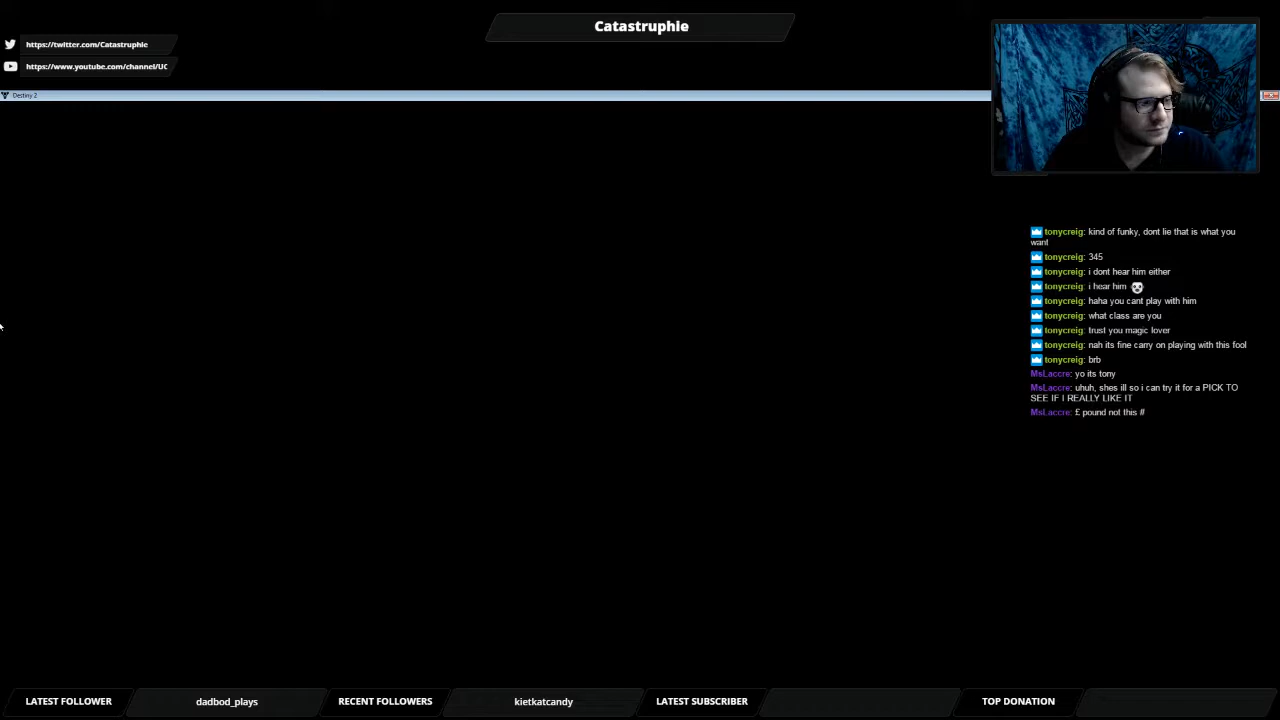 Catastruphie
https://twitter.com/Catastruphie
https://www.youtube.com/channel/UC
Destiny 2
tonycreig: kind of funky, dont lie that is what you
want
tonycreig: 345
tonycreig: i dont hear him either
tonycreig: i hear him
tonycreig: haha you cant play with him
tonycreig: what class are you
tonycreig: trust you magic lover
tonycreig: nah its fine carry on playing with this fool
tonycreig: brb
MsLaccre: yo its tony
MsLaccre: uhuh, shes ill so i can try it for a PICK TO
SEE IF I REALLY LIKE IT
MsLaccre: £ pound not this #
LATEST FOLLOWER
dadbod_plays
RECENT FOLLOWERS
kietkatcandy
LATEST SUBSCRIBER
TOP DONATION